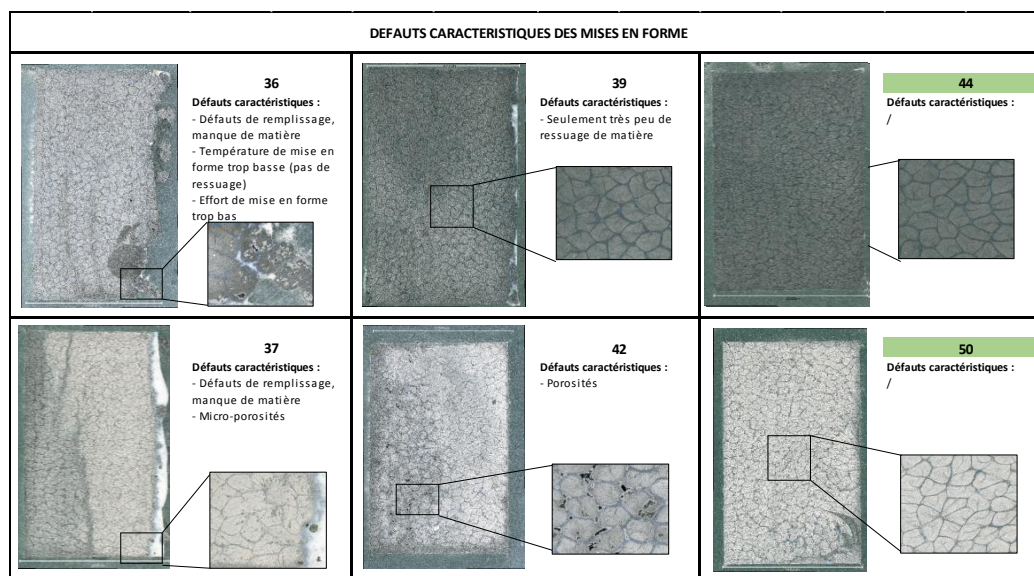 DEFAUTS CARACTERISTIQUES DES MISES EN FORME
36
Défauts caractéristiques :
- Défauts de remplissage,
manque de matière
- Température de mise en
forme trop basse (pas de
ressuage)
- Effort de mise en forme
trop bas
39
Défauts caractéristiques :
- Seulement très peu de
ressuage de matière
44
Défauts caractéristiques :
/
37
Défauts caractéristiques :
- Défauts de remplissage,
manque de matière
- Micro-porosités
42
Défauts caractéristiques :
- Porosités
50
Défauts caractéristiques :
/